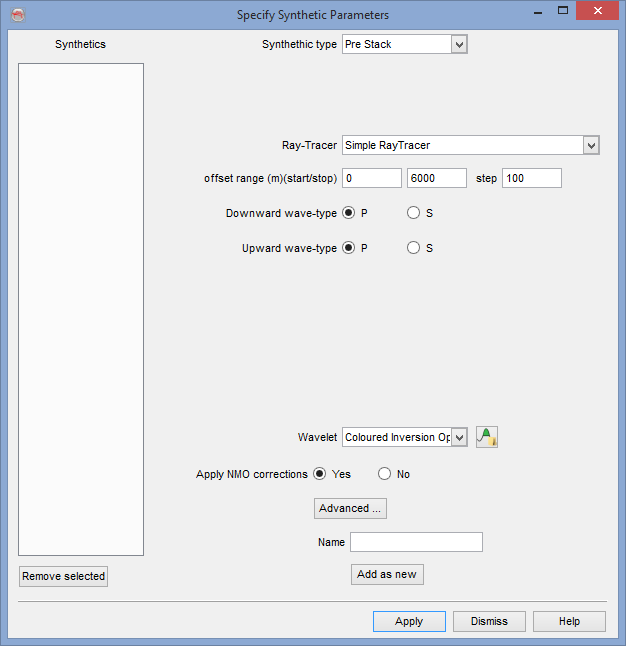 Specify Synthetic Parameters
Synthetics
Synthethic type Pre Stack
Ray-Tracer Simple RayTracer
offset range (m)(start/stop) 0 6000 step 100
Downward wave-type P S
Upward wave-type P S
Wavelet Coloured Inversion Op
Apply NMO corrections Yes No
Advanced ...
Name
Remove selected Add as new
Apply Dismiss Help